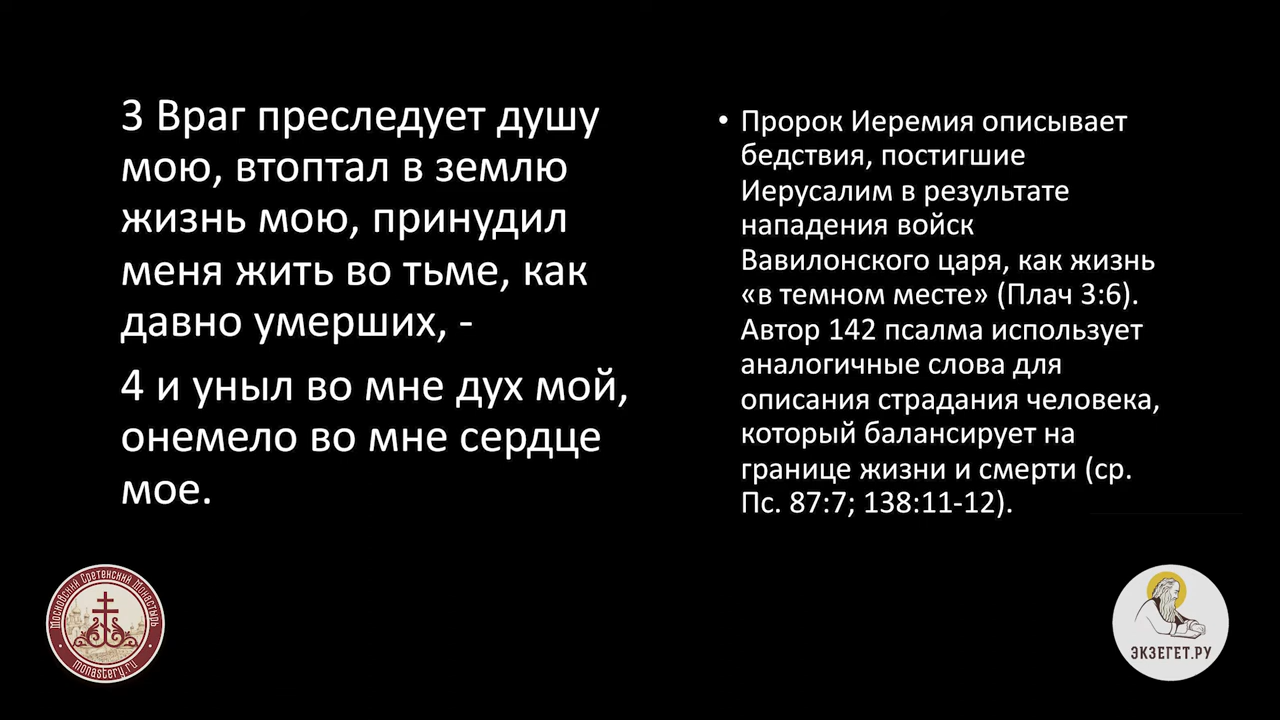 3 Враг преследует душу
мою, втоптал в землю
жизнь мою, принудил
меня жить во тьме, как
давно умерших, -
4 и уныл во мне дух мой,
онемело во мне сердце
мое.
• Пророк Иеремия описывает
бедствия, постигшие
Иерусалим в результате
нападения войск
Вавилонского царя, как жизнь
«в темном месте» (Плач 3:6).
Автор 142 псалма использует
аналогичные слова для
описания страдания человека,
который балансирует на
границе жизни и смерти (ср.
Пс. 87:7; 138:11-12).
Московский Сретенский Монастырь
monastery.ru
ЭКЗЕГЕТ.РУ